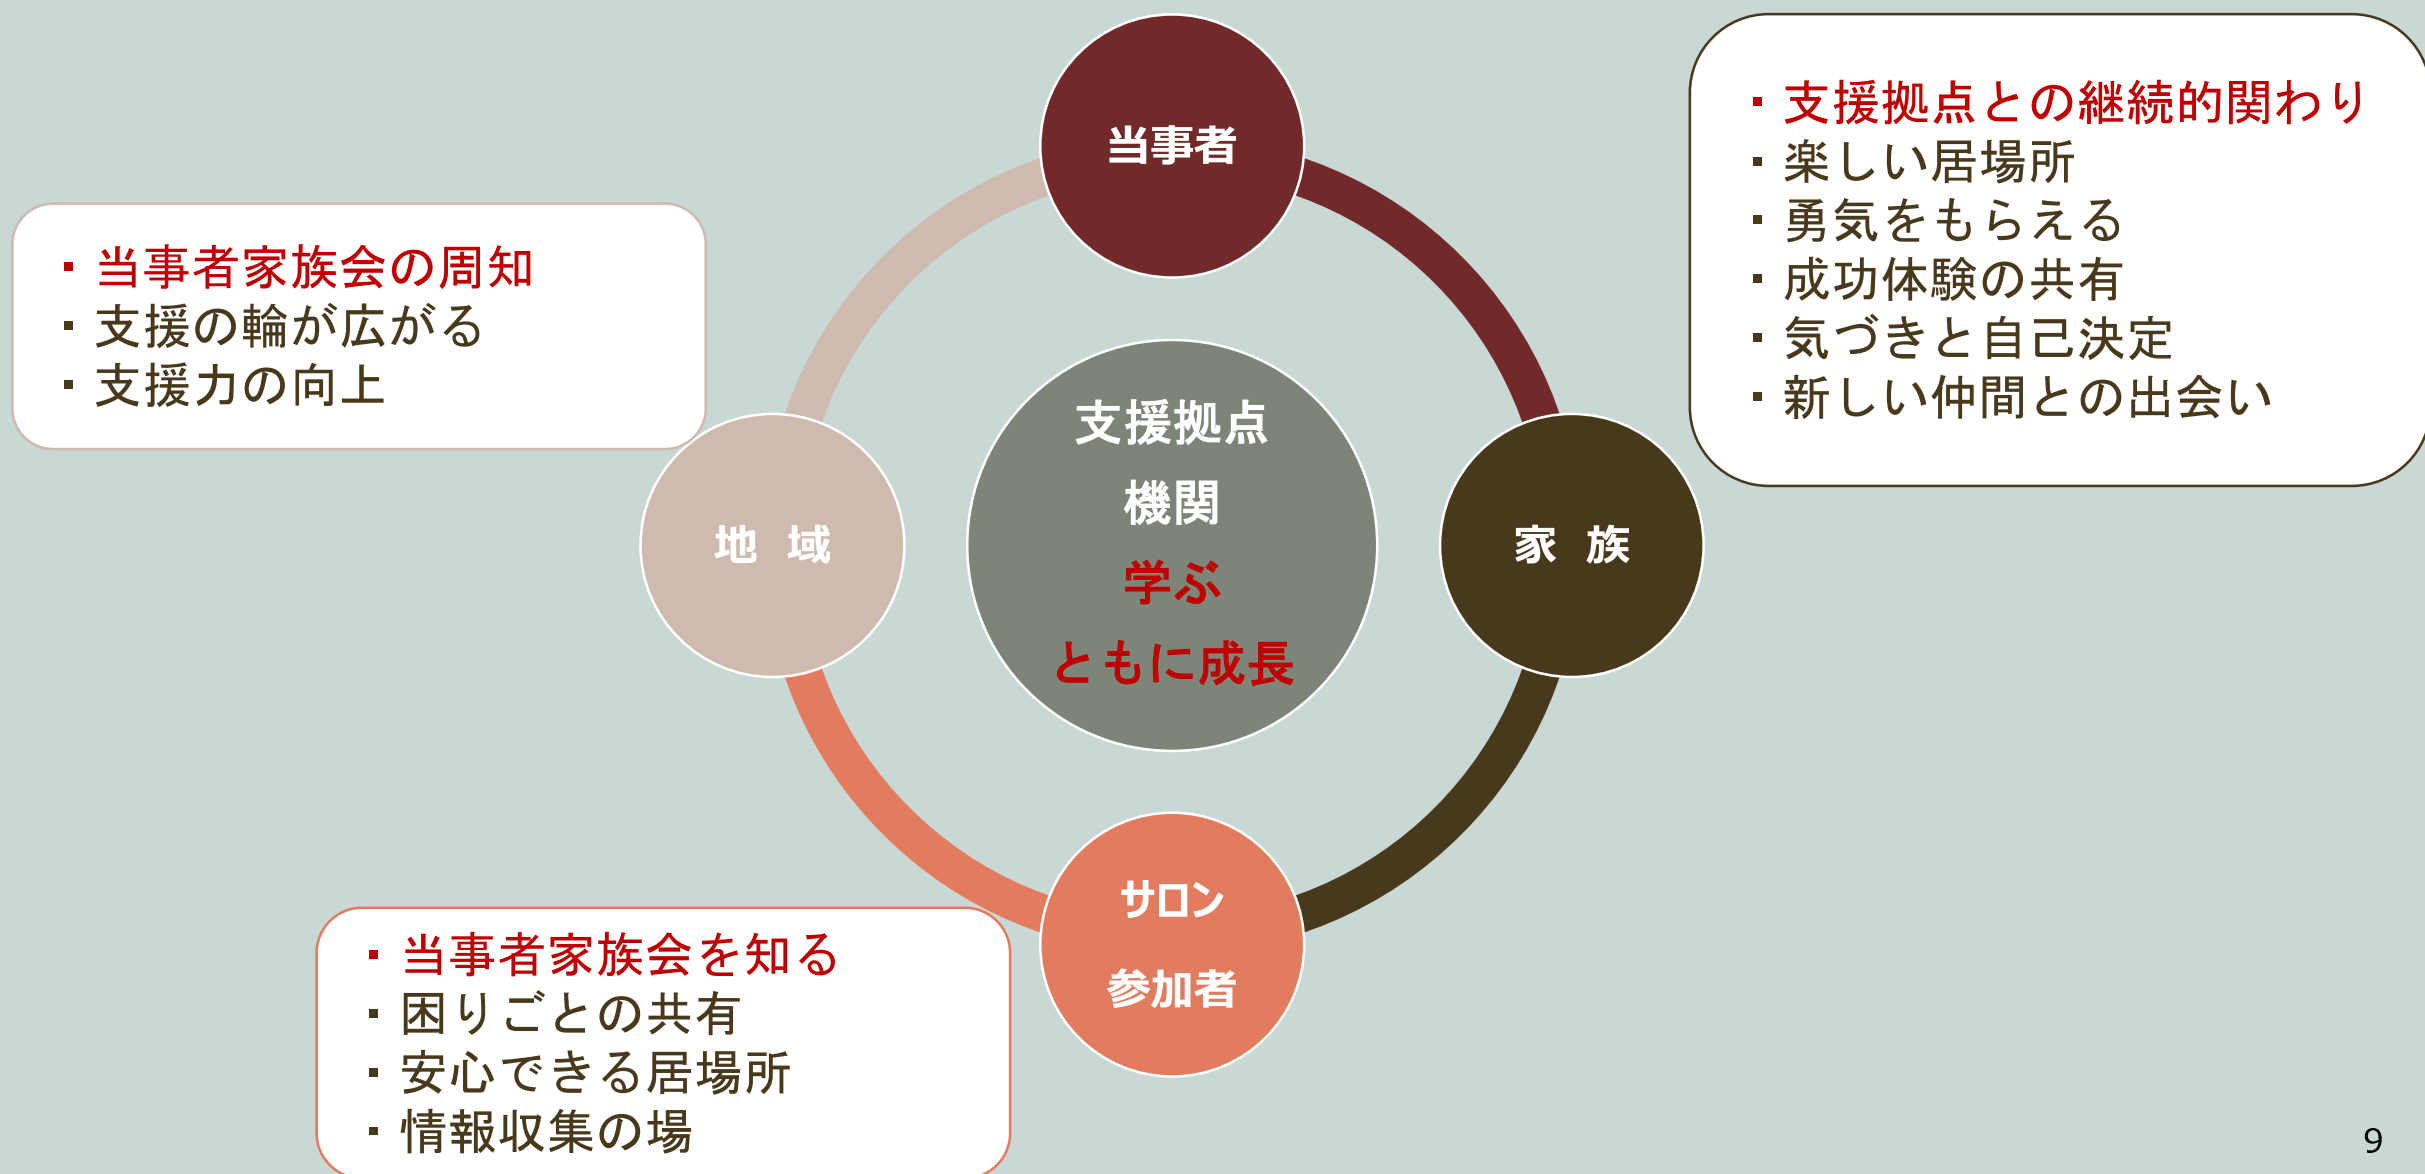 当事者
・支援拠点との継続的関わり
・楽しい居場所
・勇気をもらえる
・成功体験の共有
・気づきと自己決定
・新しい仲間との出会い
・当事者家族会の周知
・支援の輪が広がる
・支援力の向上
支援拠点
機関
学ぶ
ともに成長
地 域
家 族
サロン
参加者
・当事者家族会を知る
・困りごとの共有
・安心できる居場所
・情報収集の場
9